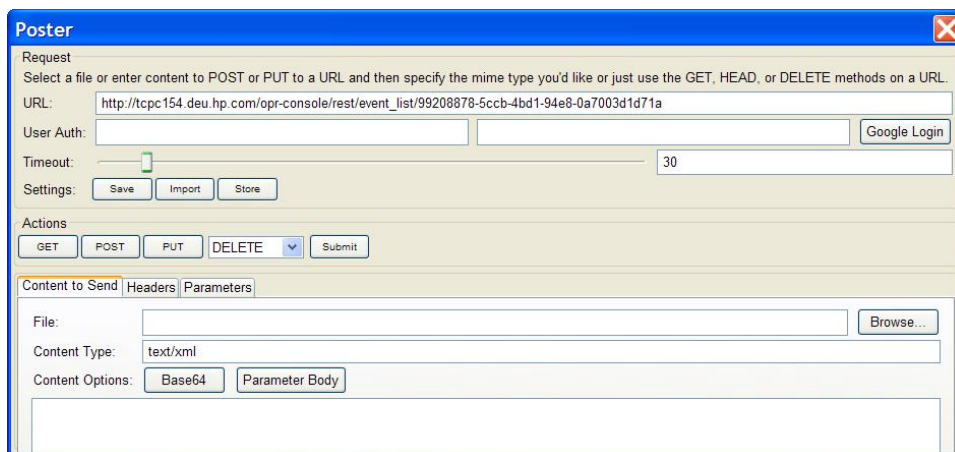 Poster
Request
Select a file or enter content to POST or PUT to a URL and then specify the mime type you'd like or just use the GET, HEAD, or DELETE methods on a URL.
URL: http://tcpc154.deu.hp.com/opr-console/rest/event_list/99208878-5ccb-4bd1-94e8-0a7003d1d71a
User Auth: Google Login
Timeout: 30
Settings: Save Import Store
Actions
GET POST PUT DELETE Submit
Content to Send Headers Parameters
File: Browse...
Content Type: text/xml
Content Options: Base64 Parameter Body